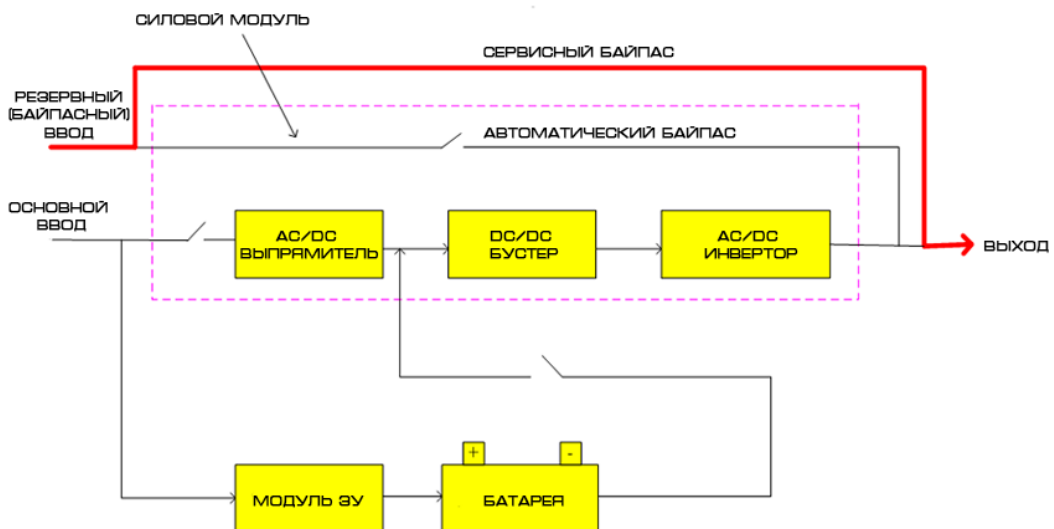 СИЛОВОЙ МОДУЛЬ
СЕРВИСНЫЙ БАЙПАС
РЕЗЕРВНЫЙ
(БАЙПАСНЫЙ)
ВВОД
АВТОМАТИЧЕСКИЙ БАЙПАС
ОСНОВНОЙ
ВВОД
AC/DC
ВЫПРЯМИТЕЛЬ
DC/DC
БУСТЕР
AC/DC
ИНВЕРТОР
ВЫХОД
+
-
МОДУЛЬ ЗУ
БАТАРЕЯ